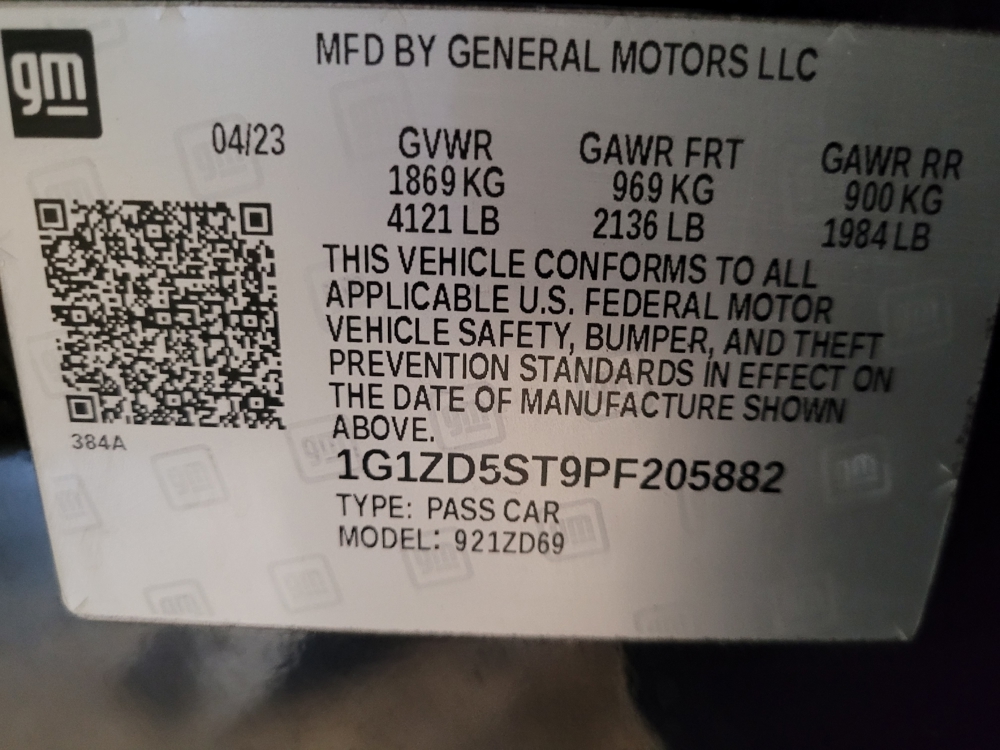 gm
MFD BY GENERAL MOTORS LLC
04/23 GVWR GAWR FRT GAWR RR
1869 KG 969 KG 900 KG
4121 LB 2136 LB 1984 LB
THIS VEHICLE CONFORMS TO ALL
APPLICABLE U.S. FEDERAL MOTOR
VEHICLE SAFETY, BUMPER, AND THEFT
PREVENTION STANDARDS IN EFFECT ON
THE DATE OF MANUFACTURE SHOWN
ABOVE.
384A
1G1ZD5ST9PF205882
TYPE: PASS CAR
MODEL: 921ZD69